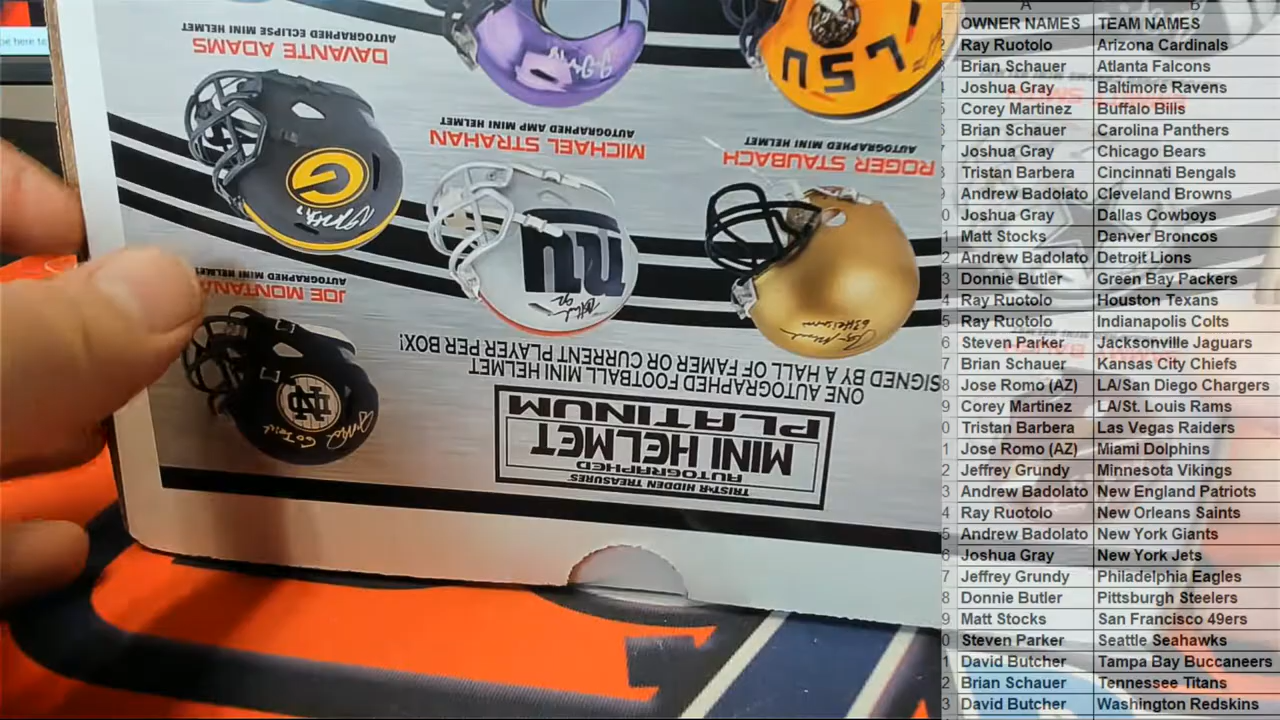 OWNER NAMES TEAM NAMES
Ray Ruotolo Arizona Cardinals
Brian Schauer Atlanta Falcons
Joshua Gray Baltimore Ravens
Corey Martinez Buffalo Bills
Brian Schauer Carolina Panthers
Joshua Gray Chicago Bears
Tristan Barbera Cincinnati Bengals
Andrew Badolato Cleveland Browns
Joshua Gray Dallas Cowboys
Matt Stocks Denver Broncos
Andrew Badolato Detroit Lions
Donnie Butler Green Bay Packers
Ray Ruotolo Houston Texans
Ray Ruotolo Indianapolis Colts
Steven Parker Jacksonville Jaguars
Brian Schauer Kansas City Chiefs
Jose Romo (AZ) LA/San Diego Chargers
Corey Martinez LA/St. Louis Rams
Tristan Barbera Las Vegas Raiders
Jose Romo (AZ) Miami Dolphins
Jeffrey Grundy Minnesota Vikings
Andrew Badolato New England Patriots
Ray Ruotolo New Orleans Saints
Andrew Badolato New York Giants
Joshua Gray New York Jets
Jeffrey Grundy Philadelphia Eagles
Donnie Butler Pittsburgh Steelers
Matt Stocks San Francisco 49ers
Steven Parker Seattle Seahawks
David Butcher Tampa Bay Buccaneers
Brian Schauer Tennessee Titans
David Butcher Washington Redskins
TRISTAR HIDDEN TREASURES
AUTOGRAPHED
MINI HELMET
PLATINUM
ONE AUTOGRAPHED FOOTBALL MINI HELMET
SIGNED BY A HALL OF FAMER OR CURRENT PLAYER PER BOX!
JOE MONTANA
AUTOGRAPHED MINI HELMET
ROGER STAUBACH
AUTOGRAPHED MINI HELMET
MICHAEL STRAHAN
AUTOGRAPHED AMP MINI HELMET
DAVANTE ADAMS
AUTOGRAPHED ECLIPSE MINI HELMET
LSU
ny
G